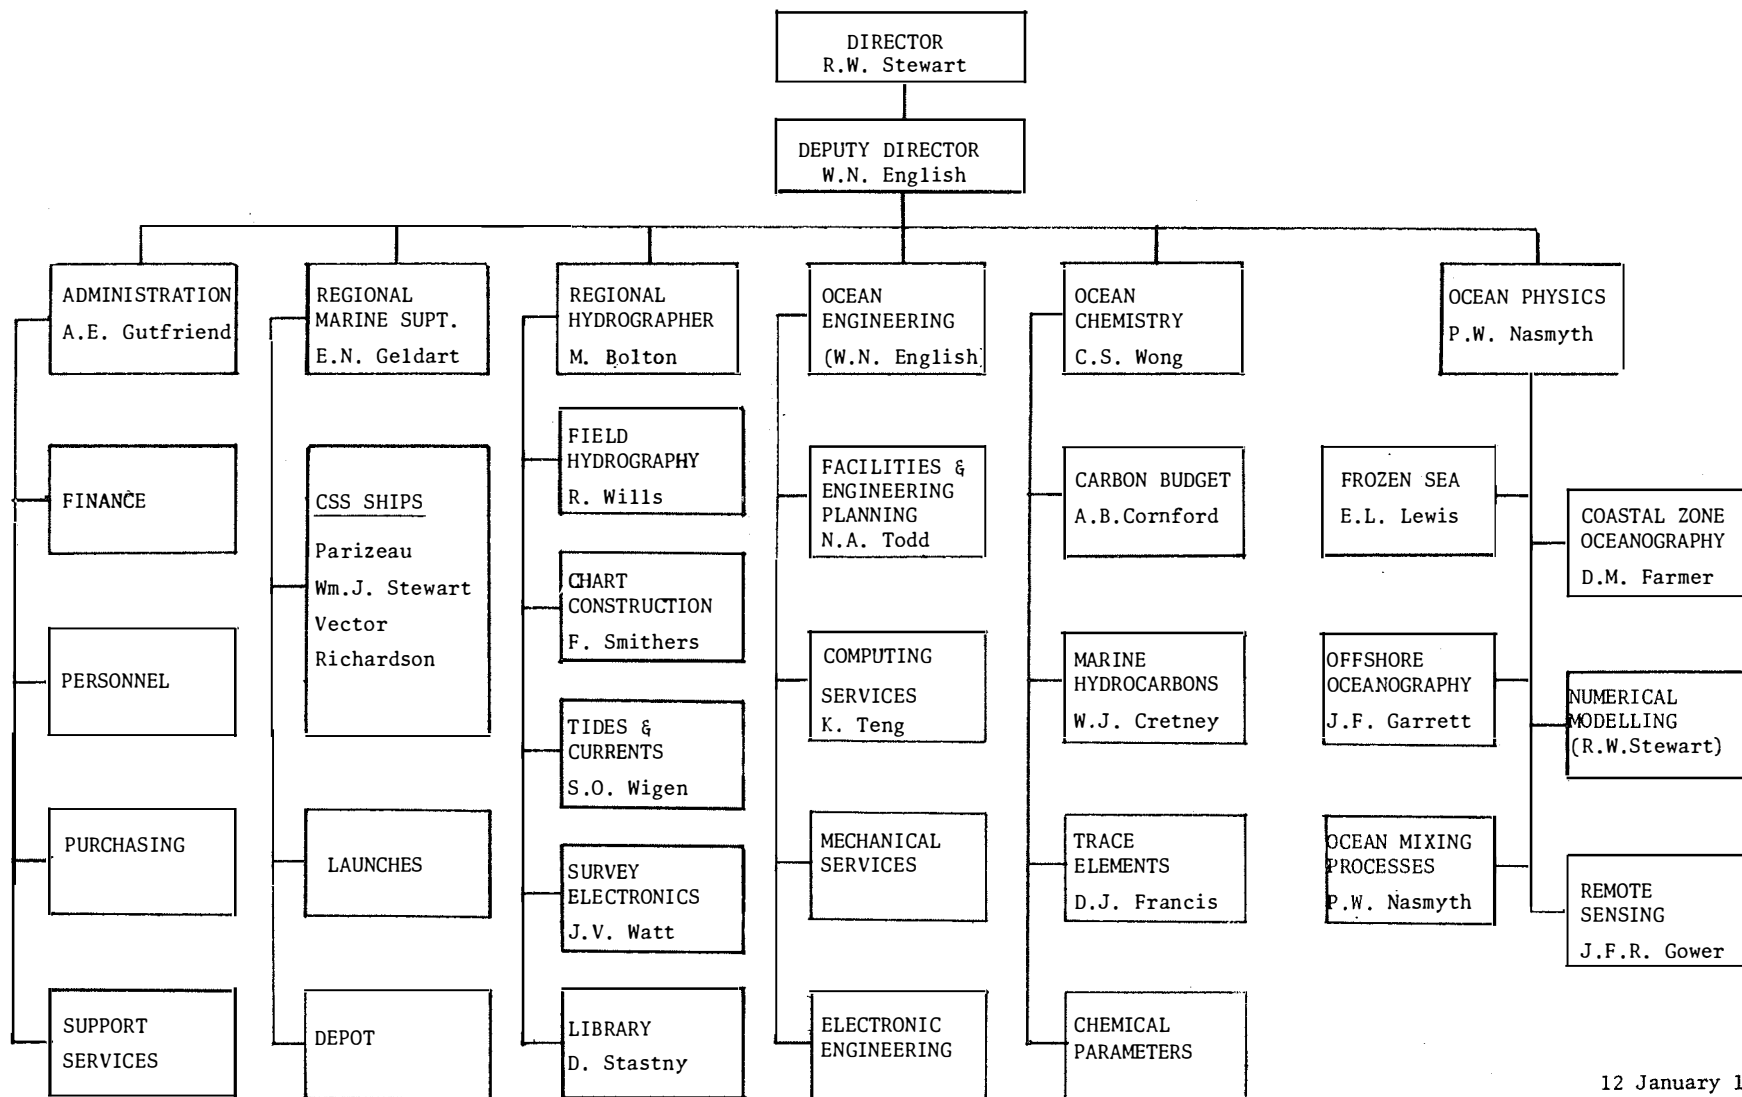 DIRECTOR
R.W. Stewart
DEPUTY DIRECTOR
W.N. English
ADMINISTRATION
A.E. Gutfriend
FINANCE
PERSONNEL
PURCHASING
SUPPORT
SERVICES
REGIONAL
MARINE SUPT.
E.N. Geldart
CSS SHIPS
Parizeau
Wm.J. Stewart
Vector
Richardson
LAUNCHES
DEPOT
REGIONAL
HYDROGRAPHER
M. Bolton
FIELD
HYDROGRAPHY
R. Wills
CHART
CONSTRUCTION
F. Smithers
TIDES &
CURRENTS
S.O. Wigen
SURVEY
ELECTRONICS
J.V. Watt
LIBRARY
D. Stastny
OCEAN
ENGINEERING
(W.N. English)
FACILITIES &
ENGINEERING
PLANNING
N.A. Todd
COMPUTING
SERVICES
K. Teng
MECHANICAL
SERVICES
ELECTRONIC
ENGINEERING
OCEAN
CHEMISTRY
C.S. Wong
CARBON BUDGET
A.B.Cornford
MARINE
HYDROCARBONS
W.J. Cretney
TRACE
ELEMENTS
D.J. Francis
CHEMICAL
PARAMETERS
OCEAN PHYSICS
P.W. Nasmyth
FROZEN SEA
E.L. Lewis
OFFSHORE
OCEANOGRAPHY
J.F. Garrett
OCEAN MIXING
PROCESSES
P.W. Nasmyth
COASTAL ZONE
OCEANOGRAPHY
D.M. Farmer
NUMERICAL
MODELLING
(R.W.Stewart)
REMOTE
SENSING
J.F.R. Gower
12 January 1